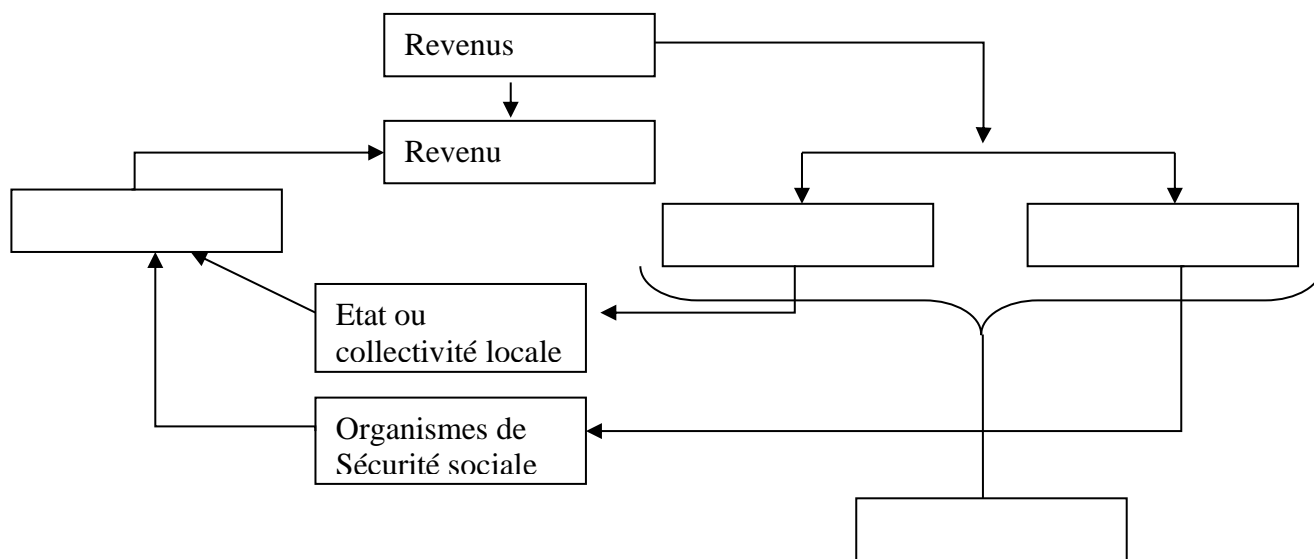 Revenus
Revenu
Etat ou
collectivité locale
Organismes de
Sécurité sociale